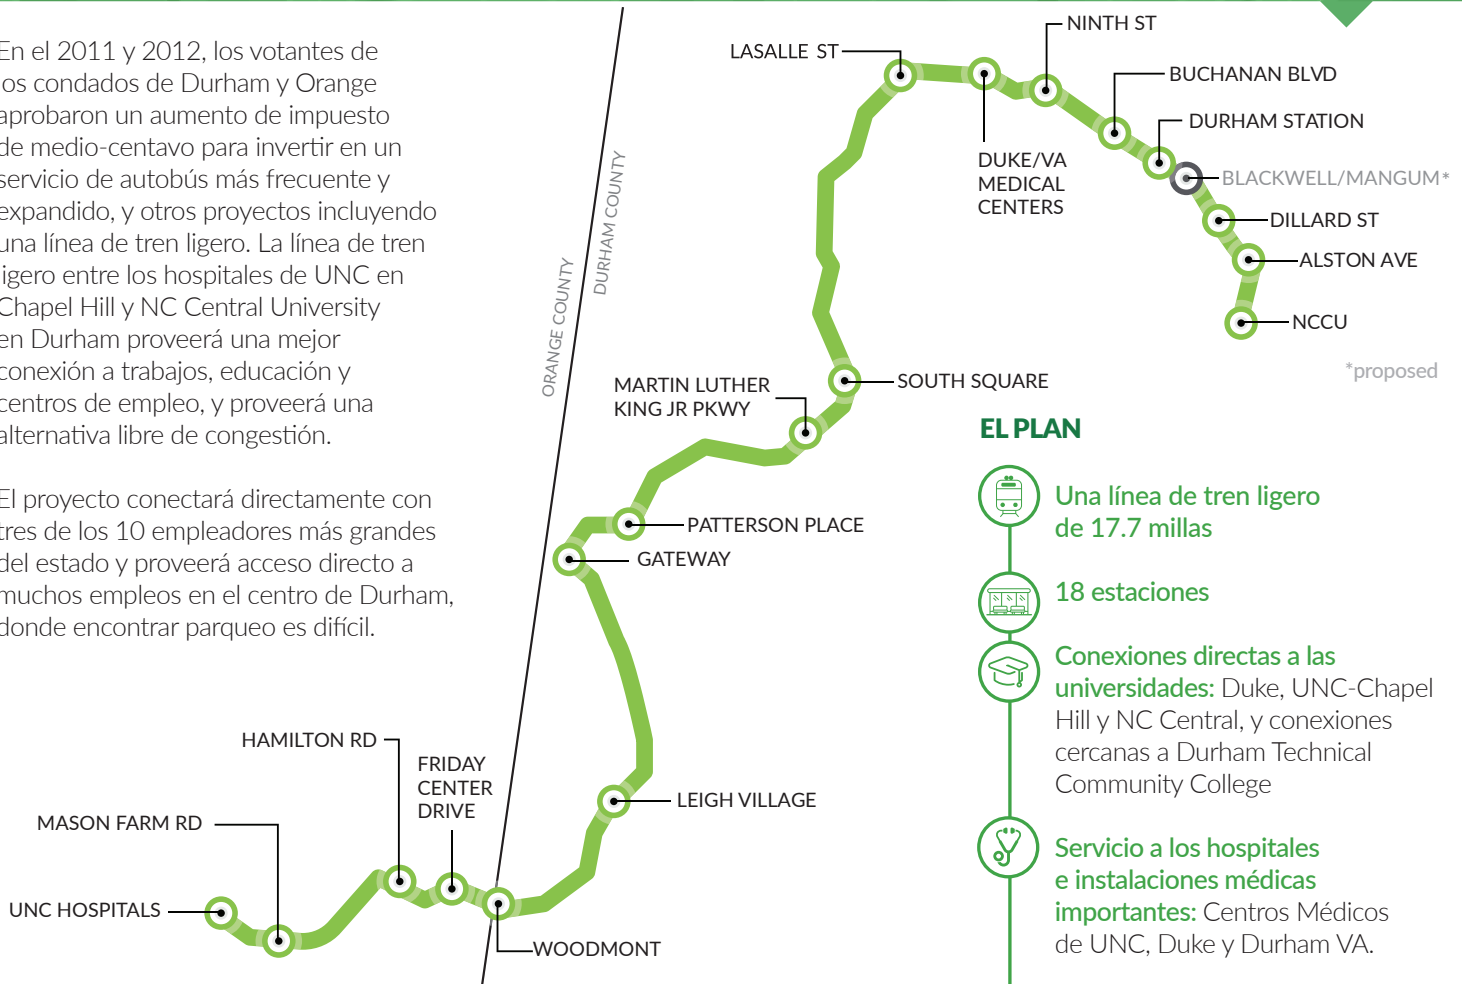 En el 2011 y 2012, los votantes de
los condados de Durham y Orange
aprobaron un aumento de impuesto
de medio-centavo para invertir en un
servicio de autobús más frecuente y
expandido, y otros proyectos incluyendo
una línea de tren ligero. La línea de tren
ligero entre los hospitales de UNC en
Chapel Hill y NC Central University
en Durham proveerá una mejor
conexión a trabajos, educación y
centros de empleo, y proveerá una
alternativa libre de congestión.
El proyecto conectará directamente con
tres de los 10 empleadores más grandes
del estado y proveerá acceso directo a
muchos empleos en el centro de Durham,
donde encontrar parqueo es difícil.
ORANGE COUNTY
DURHAM COUNTY
LASALLE ST
NINTH ST
BUCHANAN BLVD
DURHAM STATION
DUKE/VA
MEDICAL
CENTERS
BLACKWELL/MANGUM*
DILLARD ST
ALSTON AVE
NCCU
*proposed
SOUTH SQUARE
MARTIN LUTHER
KING JR PKWY
PATTERSON PLACE
GATEWAY
LEIGH VILLAGE
HAMILTON RD
FRIDAY
CENTER
DRIVE
MASON FARM RD
UNC HOSPITALS
WOODMONT
EL PLAN
Una línea de tren ligero
de 17.7 millas
18 estaciones
Conexiones directas a las
universidades: Duke, UNC-Chapel
Hill y NC Central, y conexiones
cercanas a Durham Technical
Community College
Servicio a los hospitales
e instalaciones médicas
importantes: Centros Médicos
de UNC, Duke y Durham VA.